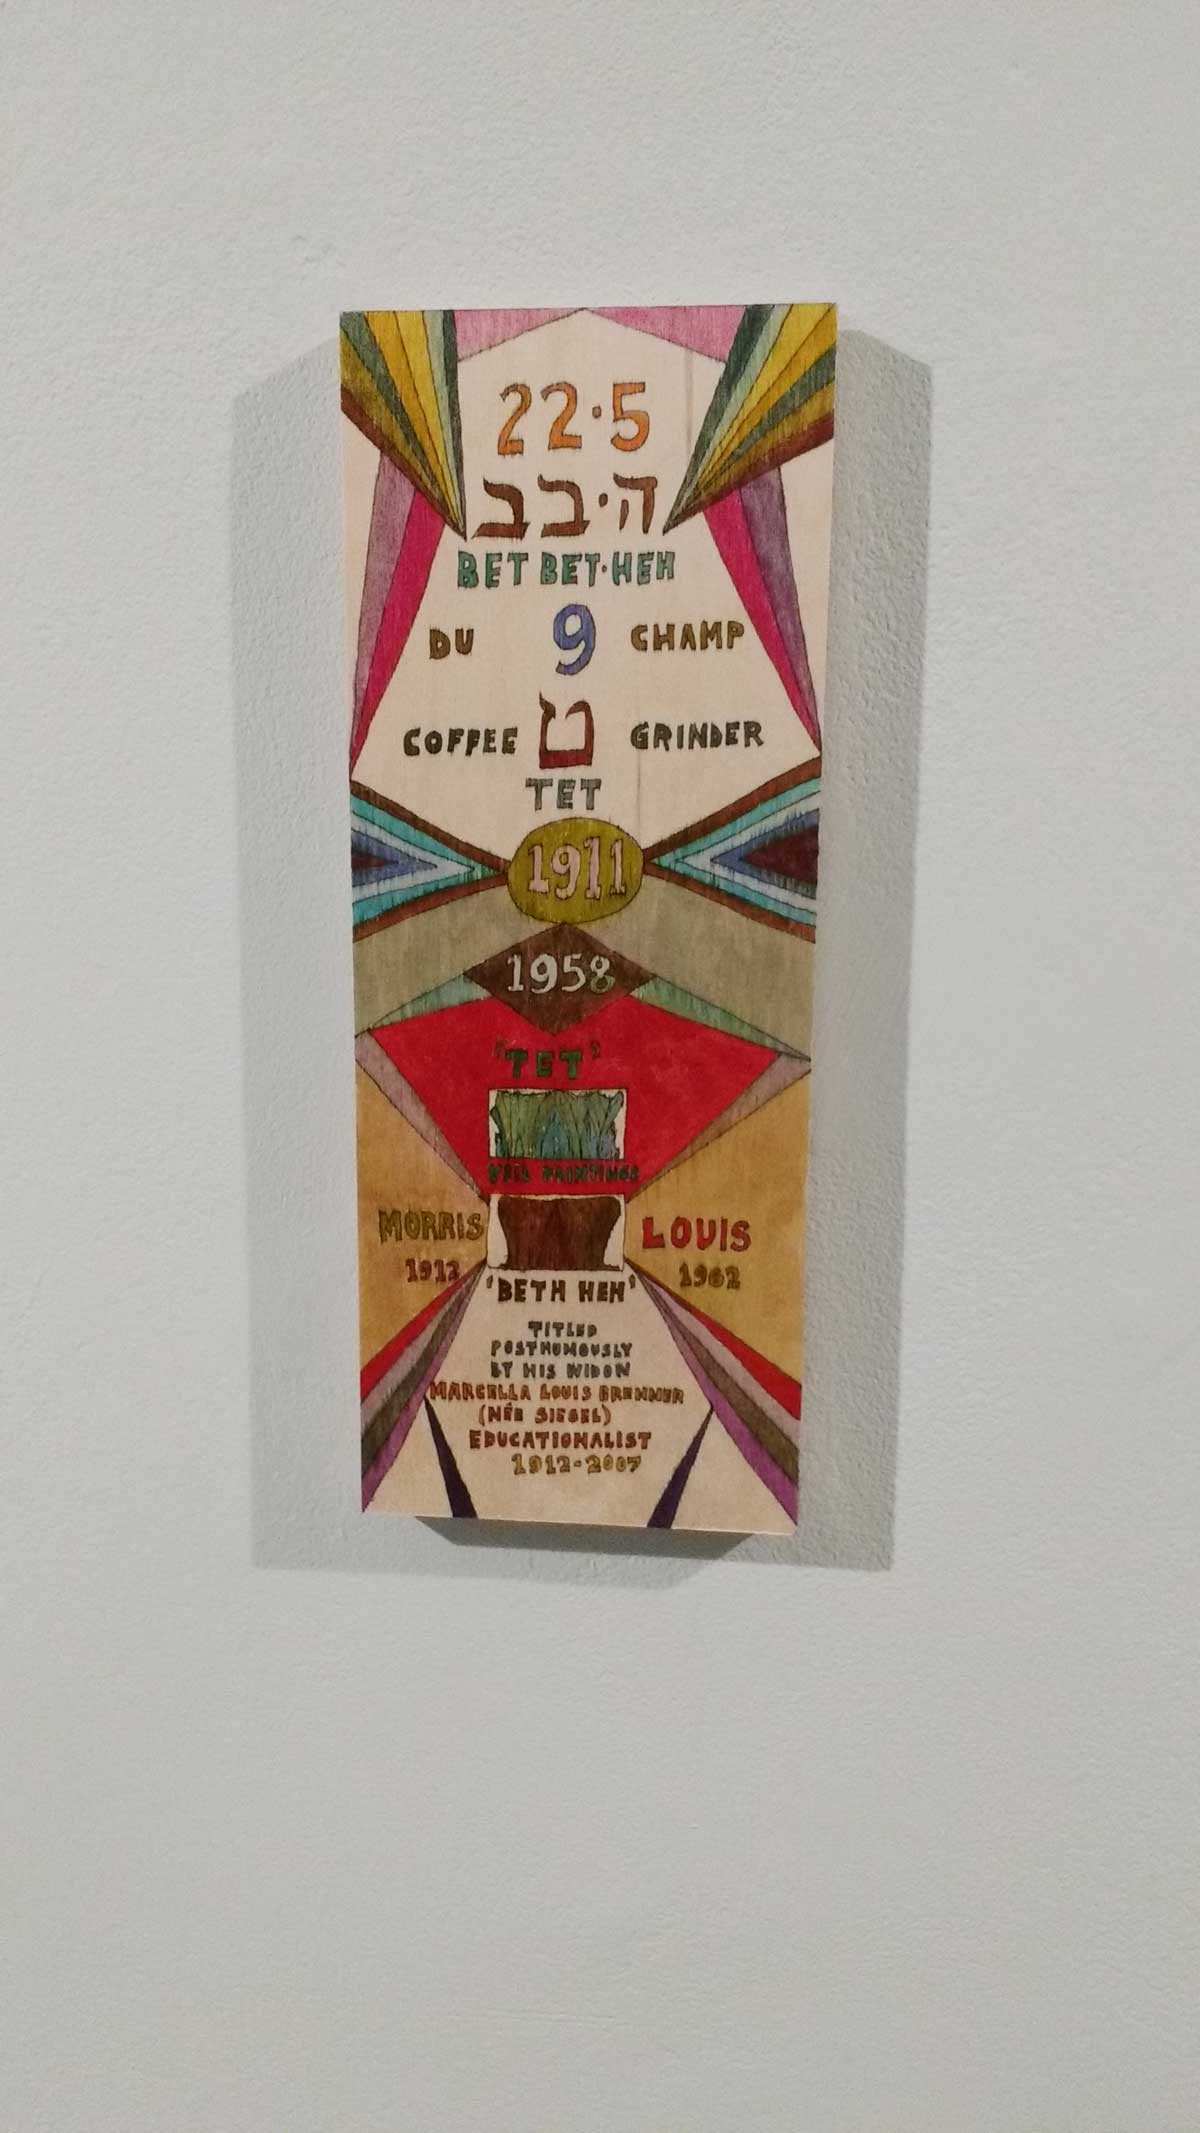 22·5
ה·בב
BET BET·HEH
DU 9 CHAMP
COFFEE ט GRINDER
TET
1911
1958
'TET'
VEIL PAINTINGS
MORRIS LOUIS
1912 1962
'BETH HEH'
TITLED
POSTHUMOUSLY
BY HIS WIDOW
MARCELLA LOUIS BRENNER
(NÉE SIEGEL)
EDUCATIONALIST
1912-2007